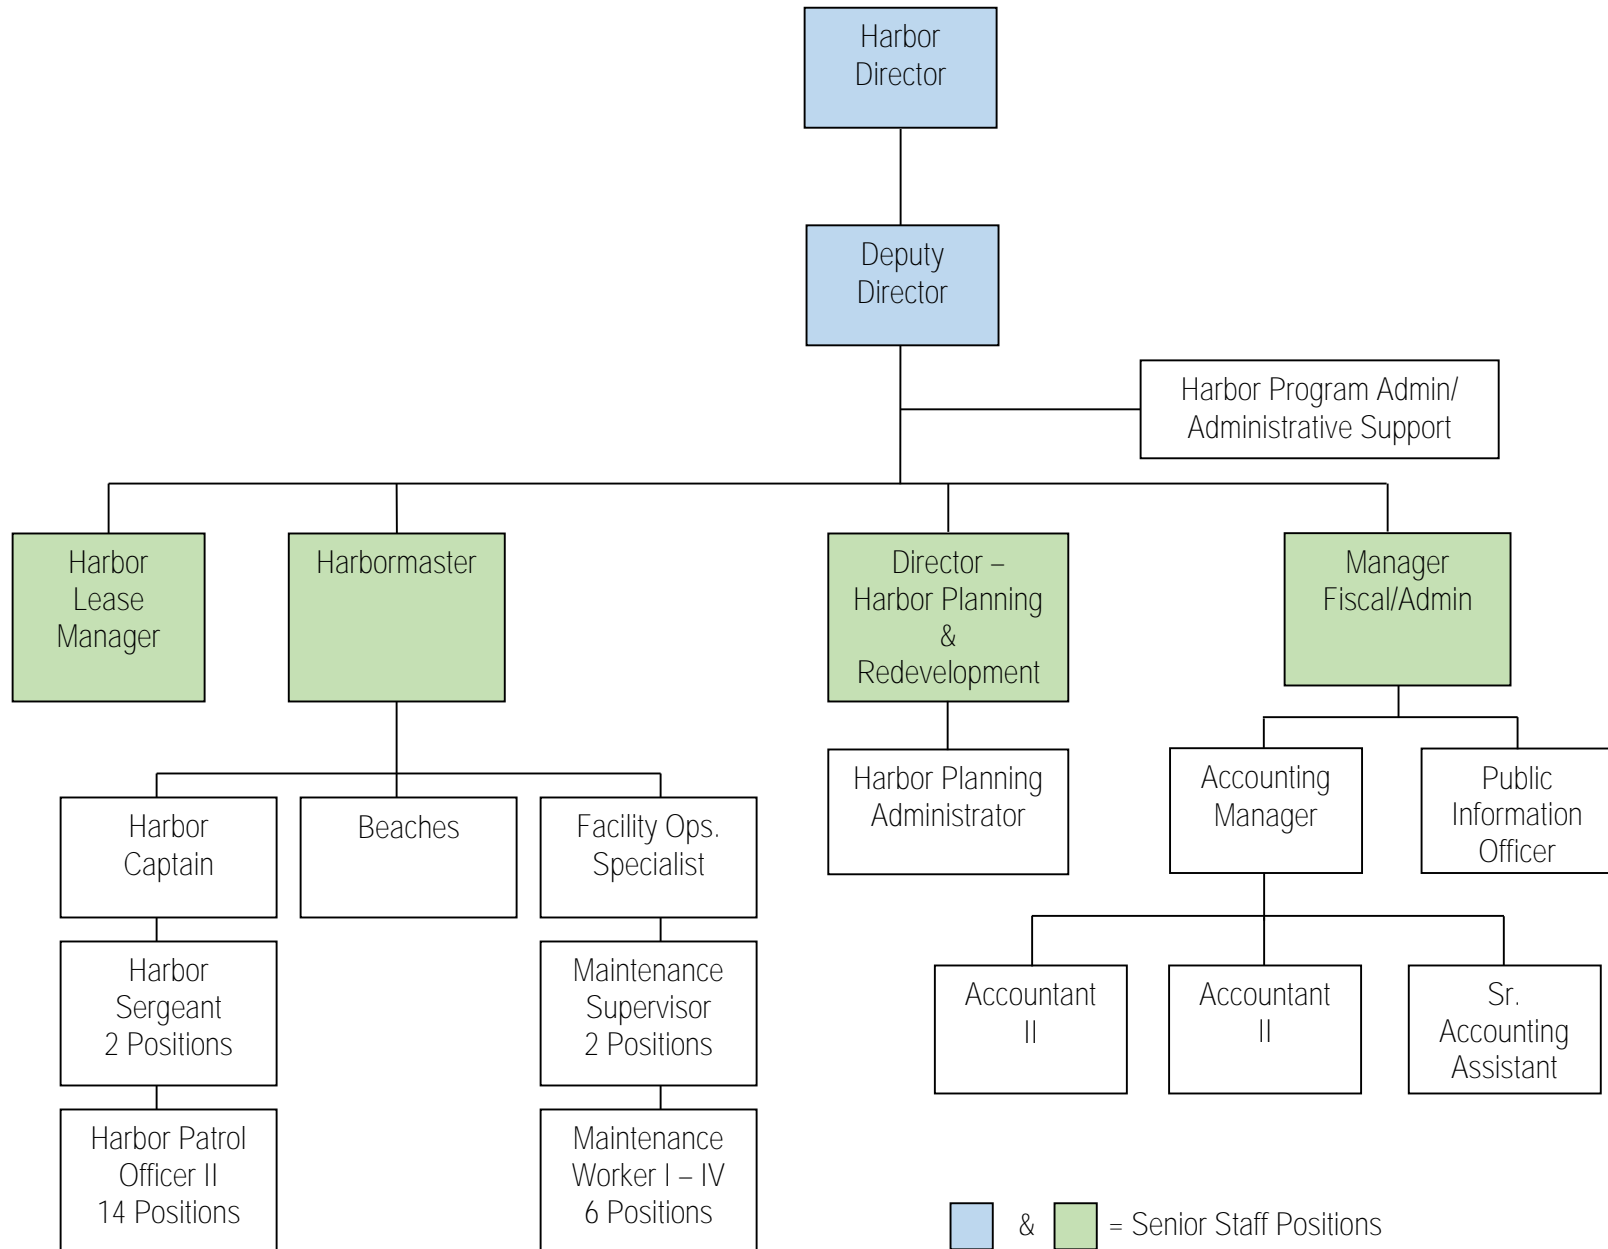 Harbor
Director
Deputy
Director
Harbor Program Admin/
Administrative Support
Harbor
Lease
Manager
Harbormaster
Director –
Harbor Planning
&
Redevelopment
Manager
Fiscal/Admin
Harbor
Captain
Beaches
Facility Ops.
Specialist
Harbor Planning
Administrator
Accounting
Manager
Public
Information
Officer
Harbor
Sergeant
2 Positions
Maintenance
Supervisor
2 Positions
Accountant
II
Accountant
II
Sr.
Accounting
Assistant
Harbor Patrol
Officer II
14 Positions
Maintenance
Worker I – IV
6 Positions
& = Senior Staff Positions